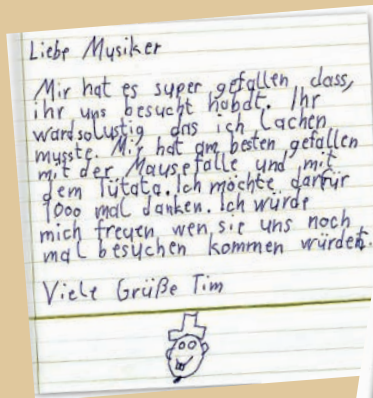 Liebe Musiker
Mir hat es super gefallen dass,
ihr uns besucht habdt. Ihr
wardsolustig das ich lachen
musste. Mir hat am besten gefallen
mit der Mausefalle und mit
dem Tütata. Ich möchte darfür
1000 mal danken. Ich würde
mich freuen wen sie uns noch
mal besuchen kommen würden.
Viele Grüße Tim